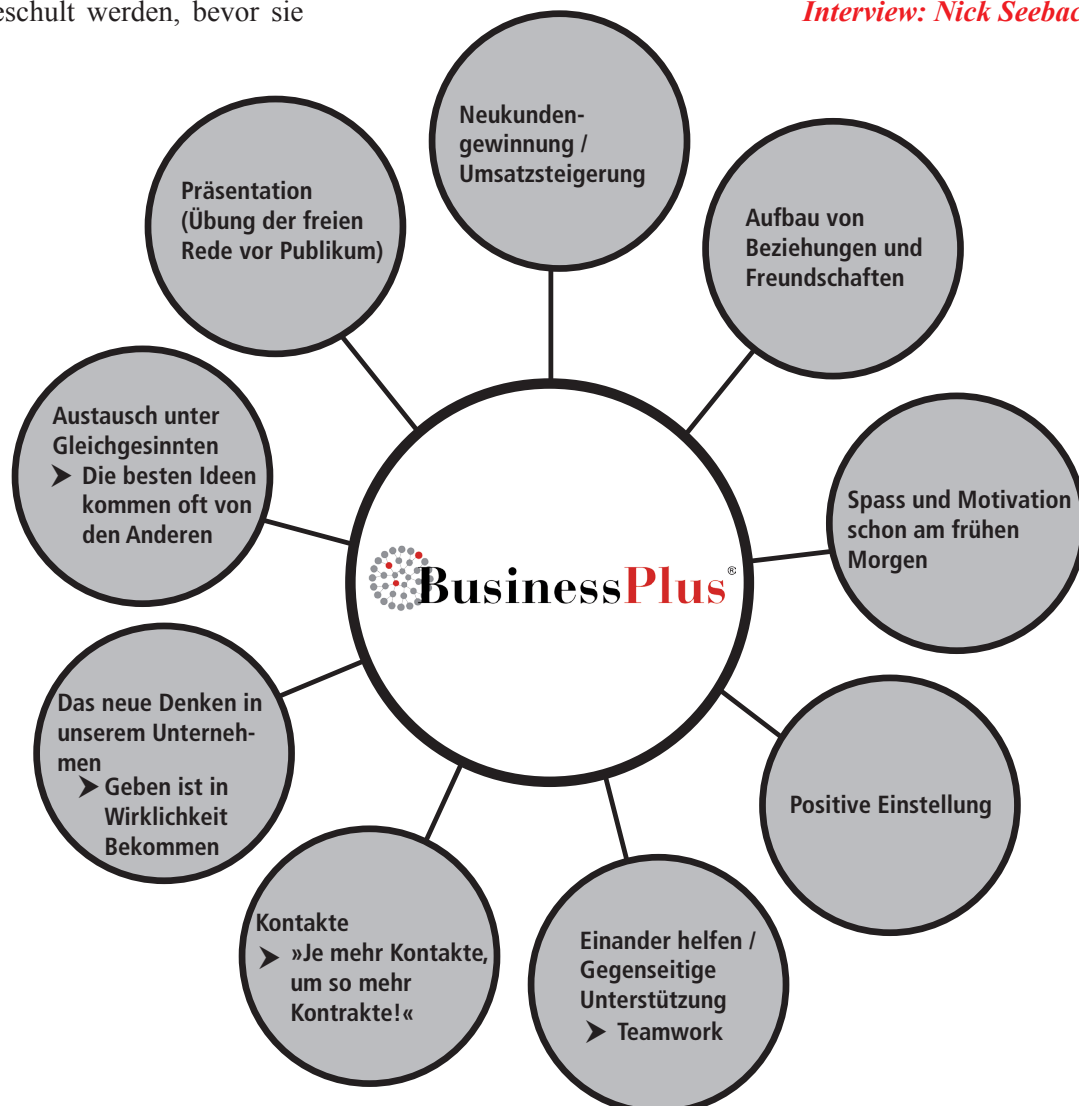 eschult werden, bevor sie
Interview: Nick Seebac
Neukunden-
gewinnung /
Umsatzsteigerung
Aufbau von
Beziehungen und
Freundschaften
Spass und Motivation
schon am frühen
Morgen
Positive Einstellung
Einander helfen /
Gegenseitige
Unterstützung
➤ Teamwork
Kontakte
➤ »Je mehr Kontakte,
um so mehr
Kontrakte!«
Das neue Denken in
unserem Unterneh-
men
➤ Geben ist in
Wirklichkeit
Bekommen
Austausch unter
Gleichgesinnten
➤ Die besten Ideen
kommen oft von
den Anderen
Präsentation
(Übung der freien
Rede vor Publikum)
BusinessPlus®